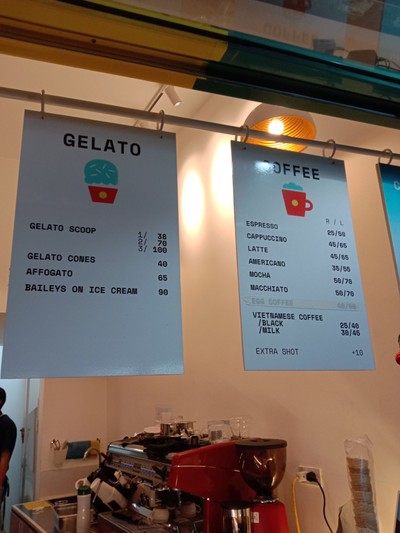 GELATO
GELATO SCOOP
1/ 38
2/ 70
3/ 100
GELATO CONES 40
AFFOGATO 65
BAILEYS ON ICE CREAM 90
COFFEE
R / L
ESPRESSO 25/50
CAPPUCCINO 45/65
LATTE 45/65
AMERICANO 35/55
MOCHA 50/70
MACCHIATO 50/70
EGG COFFEE
VIETNAMESE COFFEE
/BLACK 25/40
/MILK 30/45
EXTRA SHOT +10